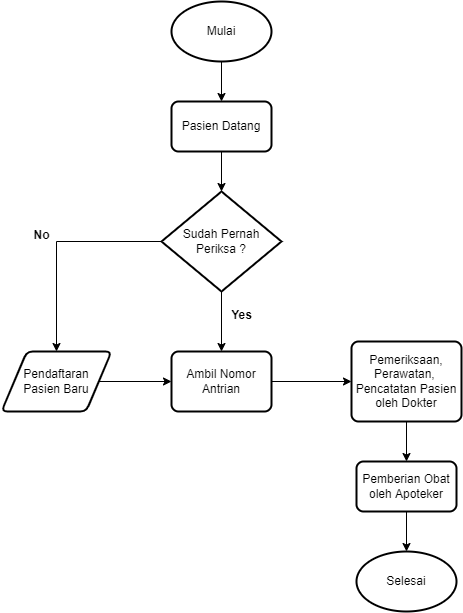 Mulai
Pasien Datang
Sudah Pernah
Periksa ?
No
Yes
Pendaftaran
Pasien Baru
Ambil Nomor
Antrian
Pemeriksaan,
Perawatan,
Pencatatan Pasien
oleh Dokter
Pemberian Obat
oleh Apoteker
Selesai